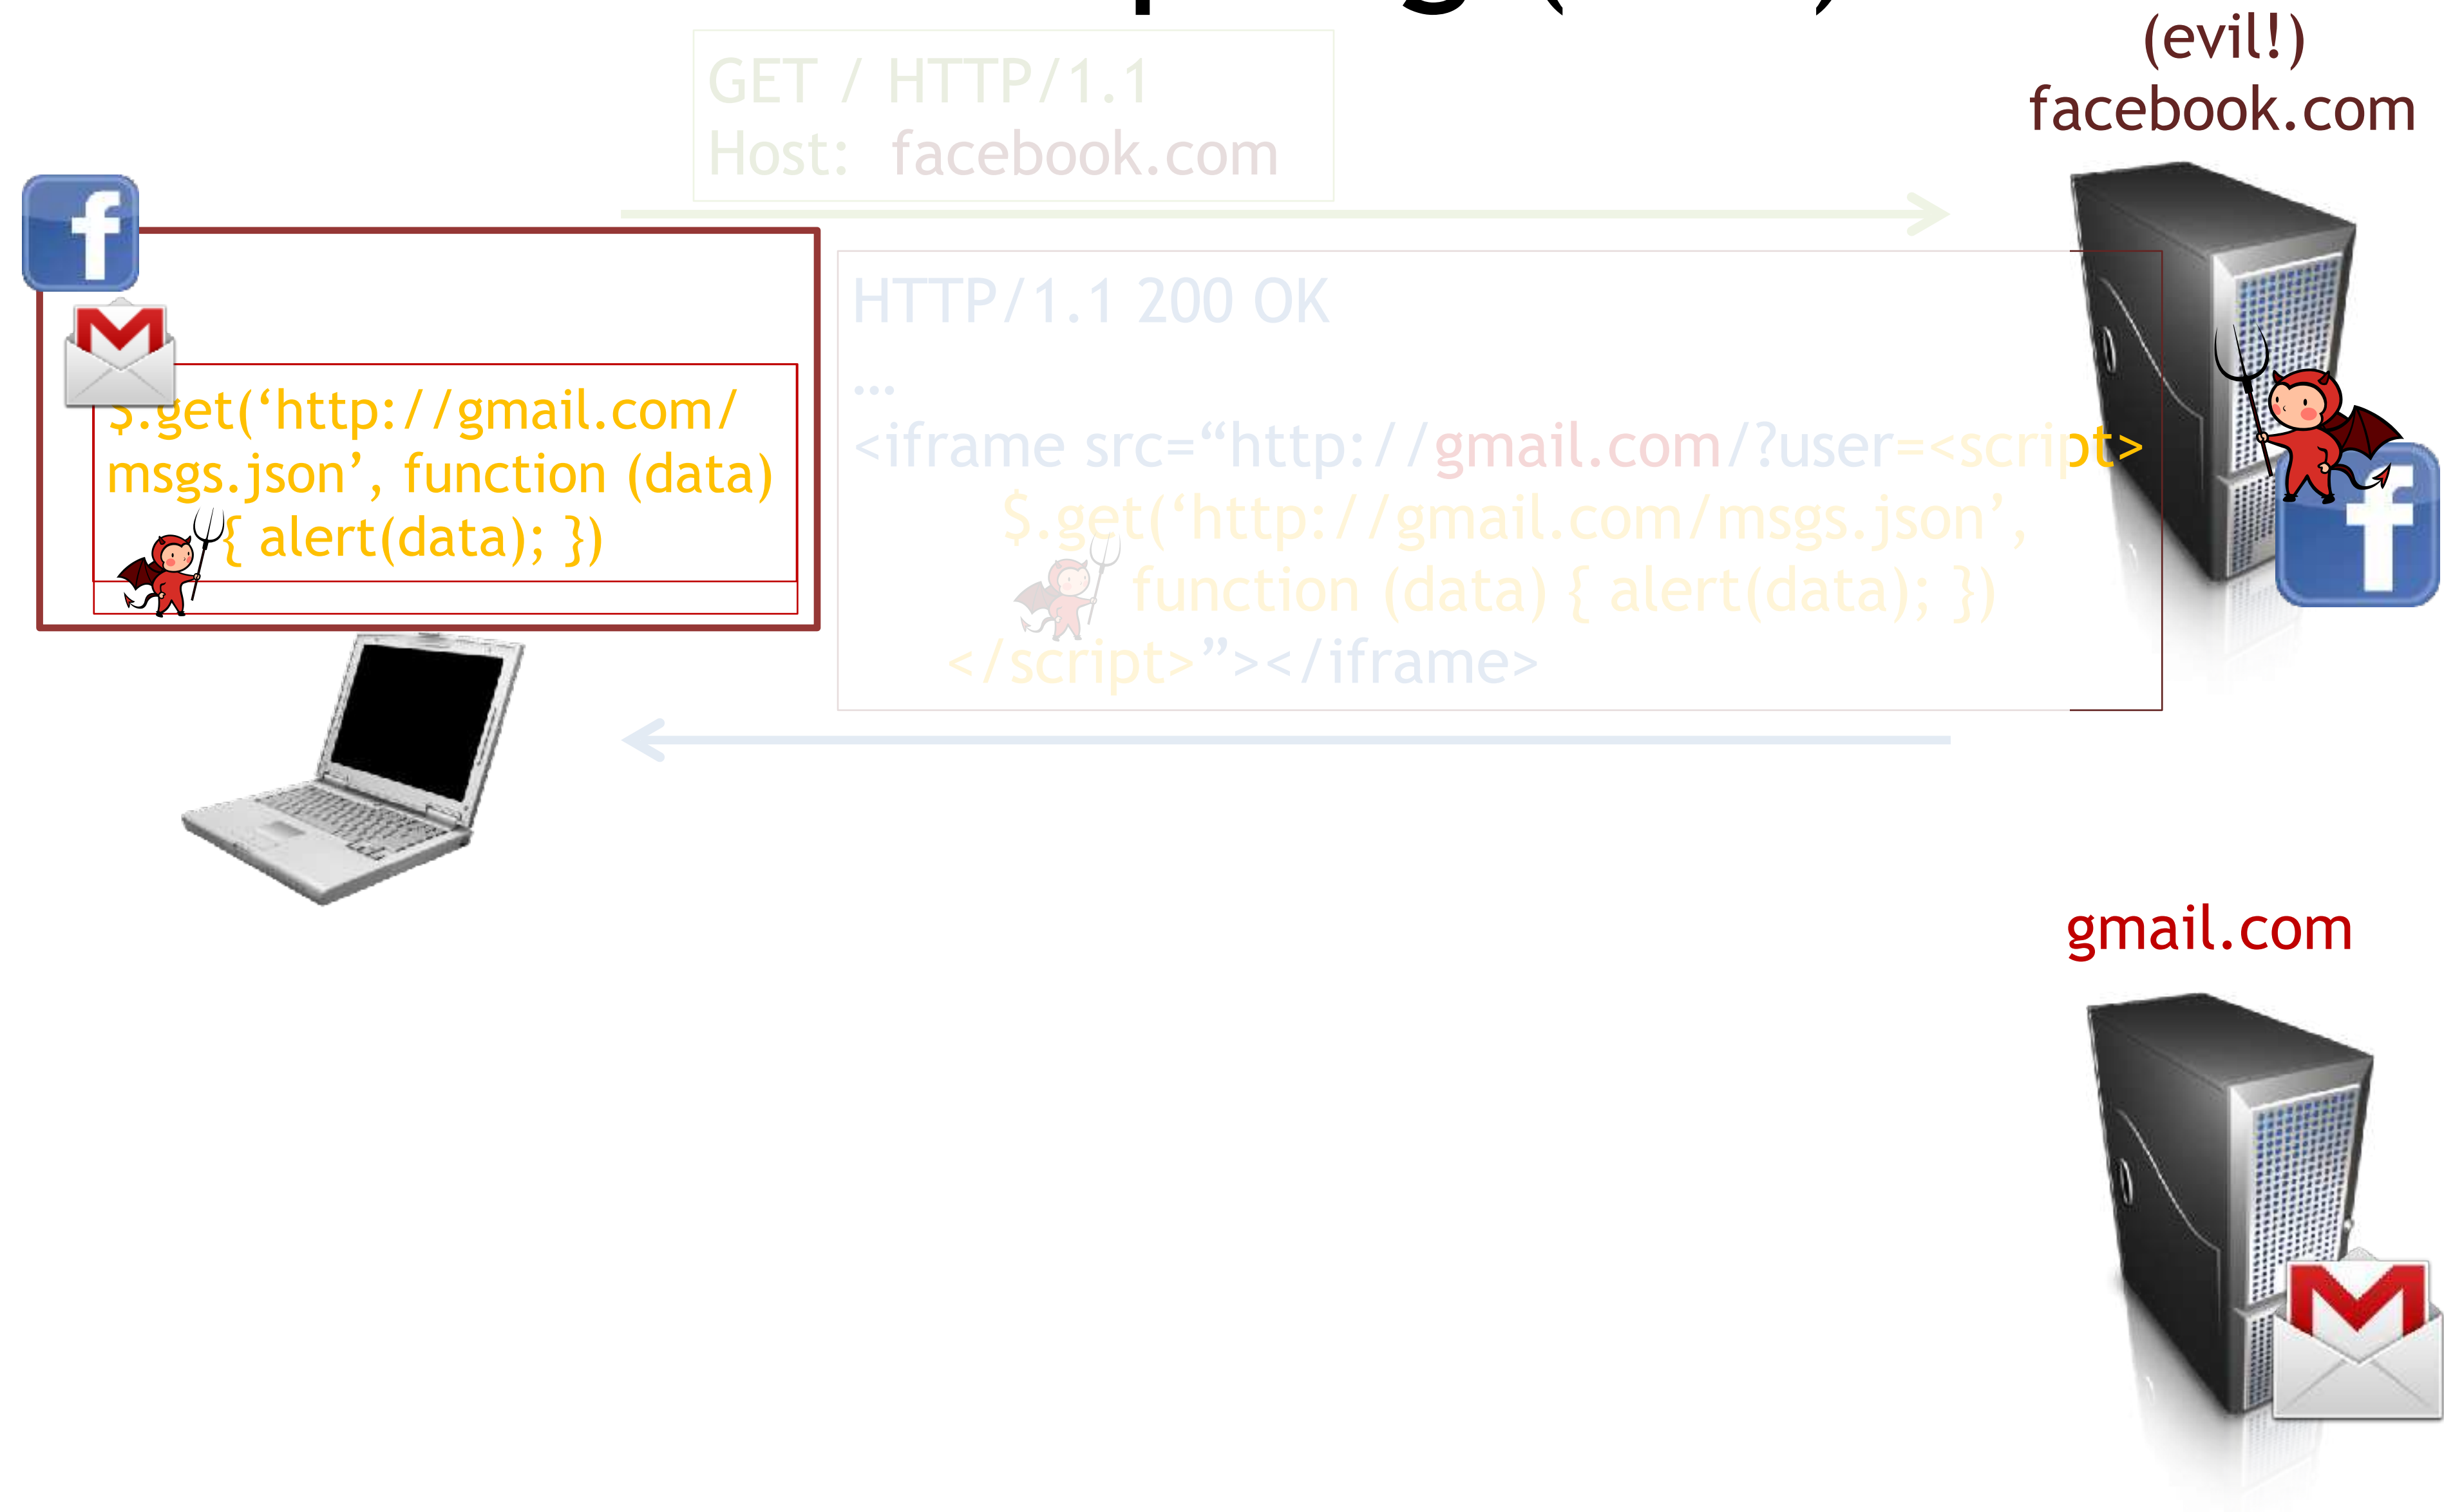 (evil!)
facebook.com
GET / HTTP/1.1
Host: facebook.com
$.get(‘http://gmail.com/
msgs.json’, function (data)
{ alert(data); })
HTTP/1.1 200 OK
…
<iframe src=“http://gmail.com/?user=<script>
$.get(‘http://gmail.com/msgs.json’,
function (data) { alert(data); })
</script>”></iframe>
gmail.com